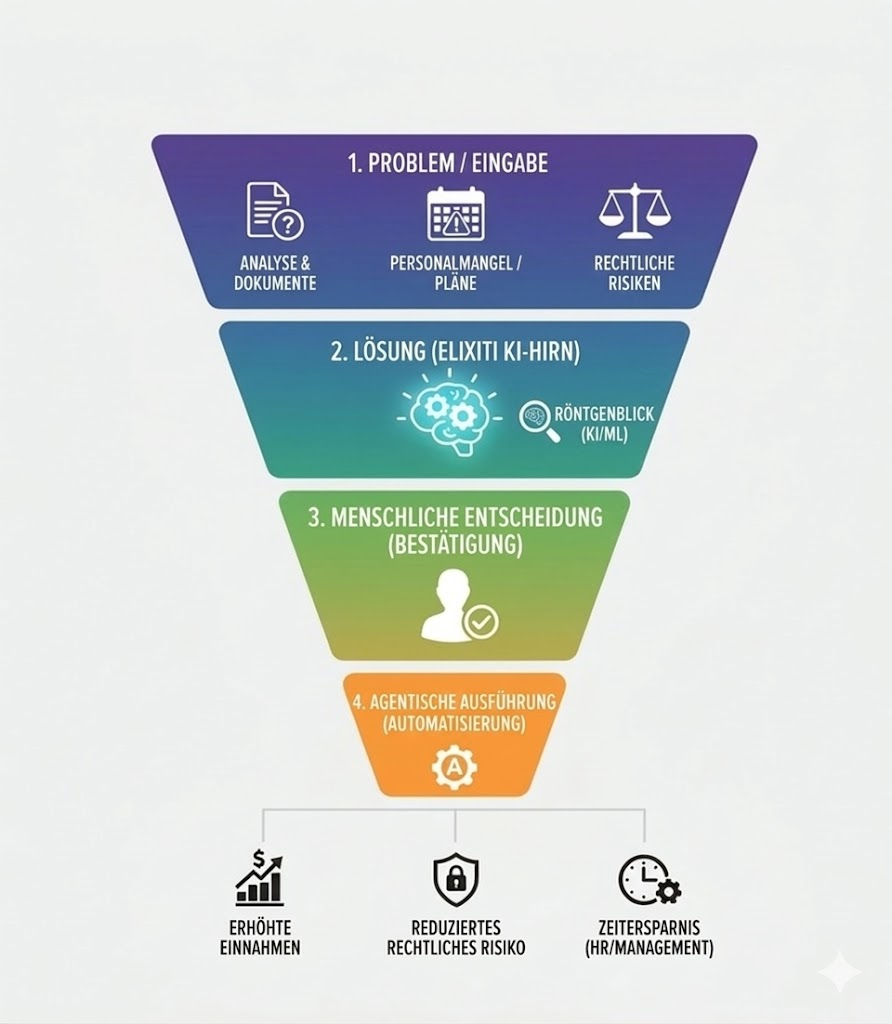 1. PROBLEM / EINGABE
ANALYSE &
DOKUMENTE
PERSONALMANGEL /
PLÄNE
RECHTLICHE
RISIKEN
2. LÖSUNG (ELIXITI KI-HIRN)
RÖNTGENBLICK
(KI/ML)
3. MENSCHLICHE ENTSCHEIDUNG
(BESTÄTIGUNG)
4. AGENTISCHE AUSFÜHRUNG
(AUTOMATISIERUNG)
A
$
ERHÖHTE
EINNAHMEN
REDUZIERTES
RECHTLICHES RISIKO
ZEITERSPARNIS
(HR/MANAGEMENT)